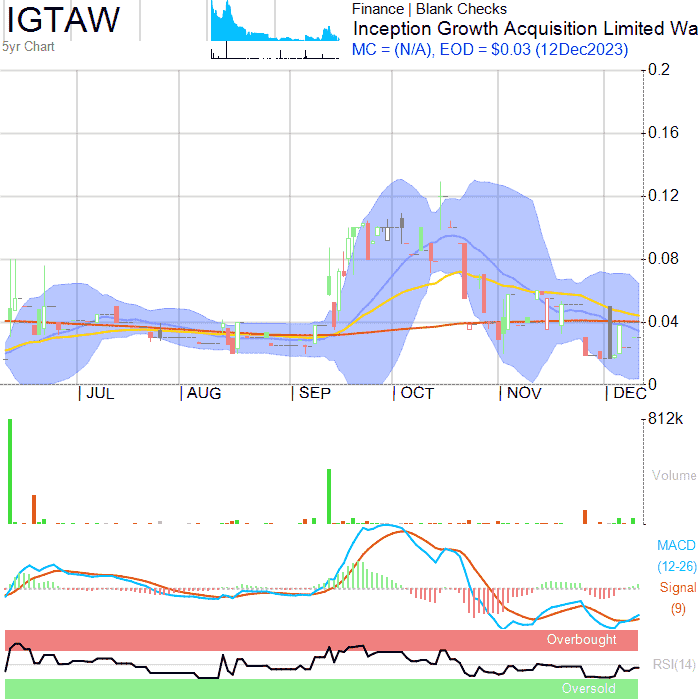 IGTAW
5yr Chart
Finance | Blank Checks
Inception Growth Acquisition Limited Wa
MC = (N/A), EOD = $0.03 (12Dec2023)
0.2
0.16
0.12
0.08
0.04
0
JUL AUG SEP OCT NOV DEC
812k
Volume
MACD
(12-26)
Signal
(9)
Overbought
RSI(14)
Oversold